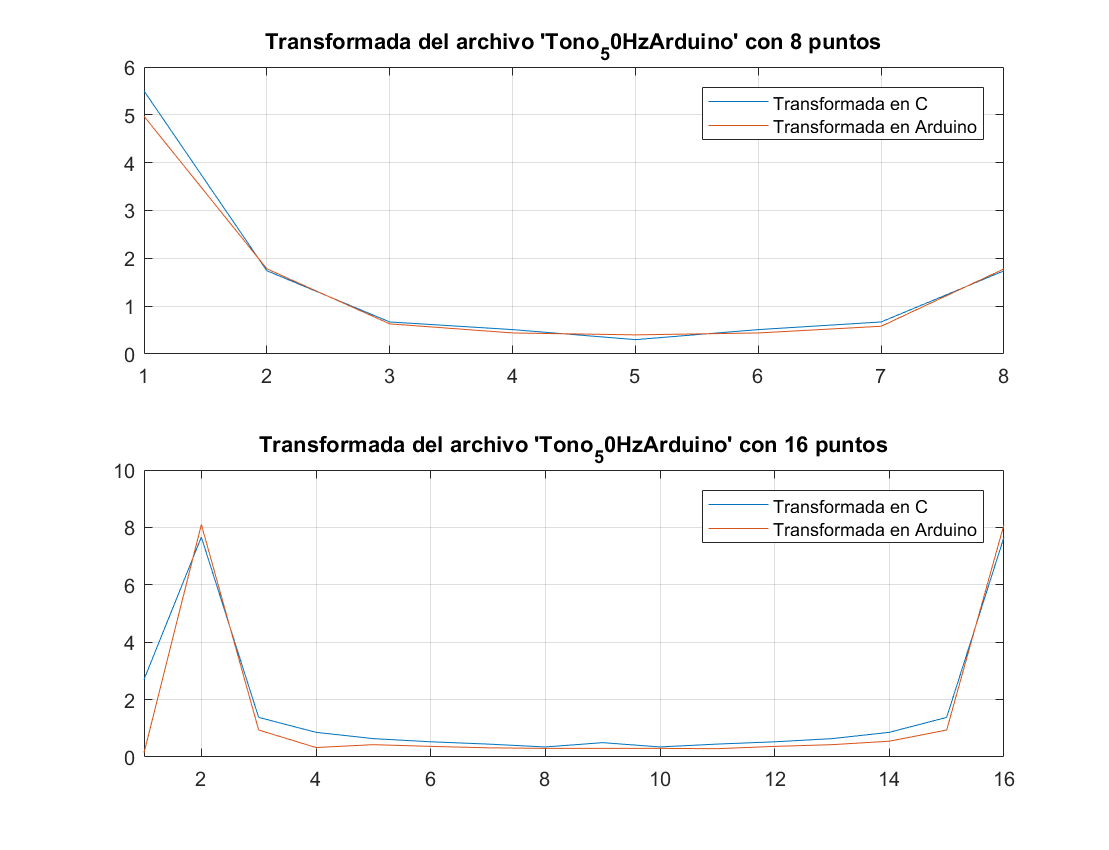 Transformada del archivo 'Tono50HzArduino' con 8 puntos
6
5
4
3
2
1
0
Transformada en C
Transformada en Arduino
1 2 3 4 5 6 7 8
Transformada del archivo 'Tono50HzArduino' con 16 puntos
10
8
6
4
2
0
Transformada en C
Transformada en Arduino
2 4 6 8 10 12 14 16